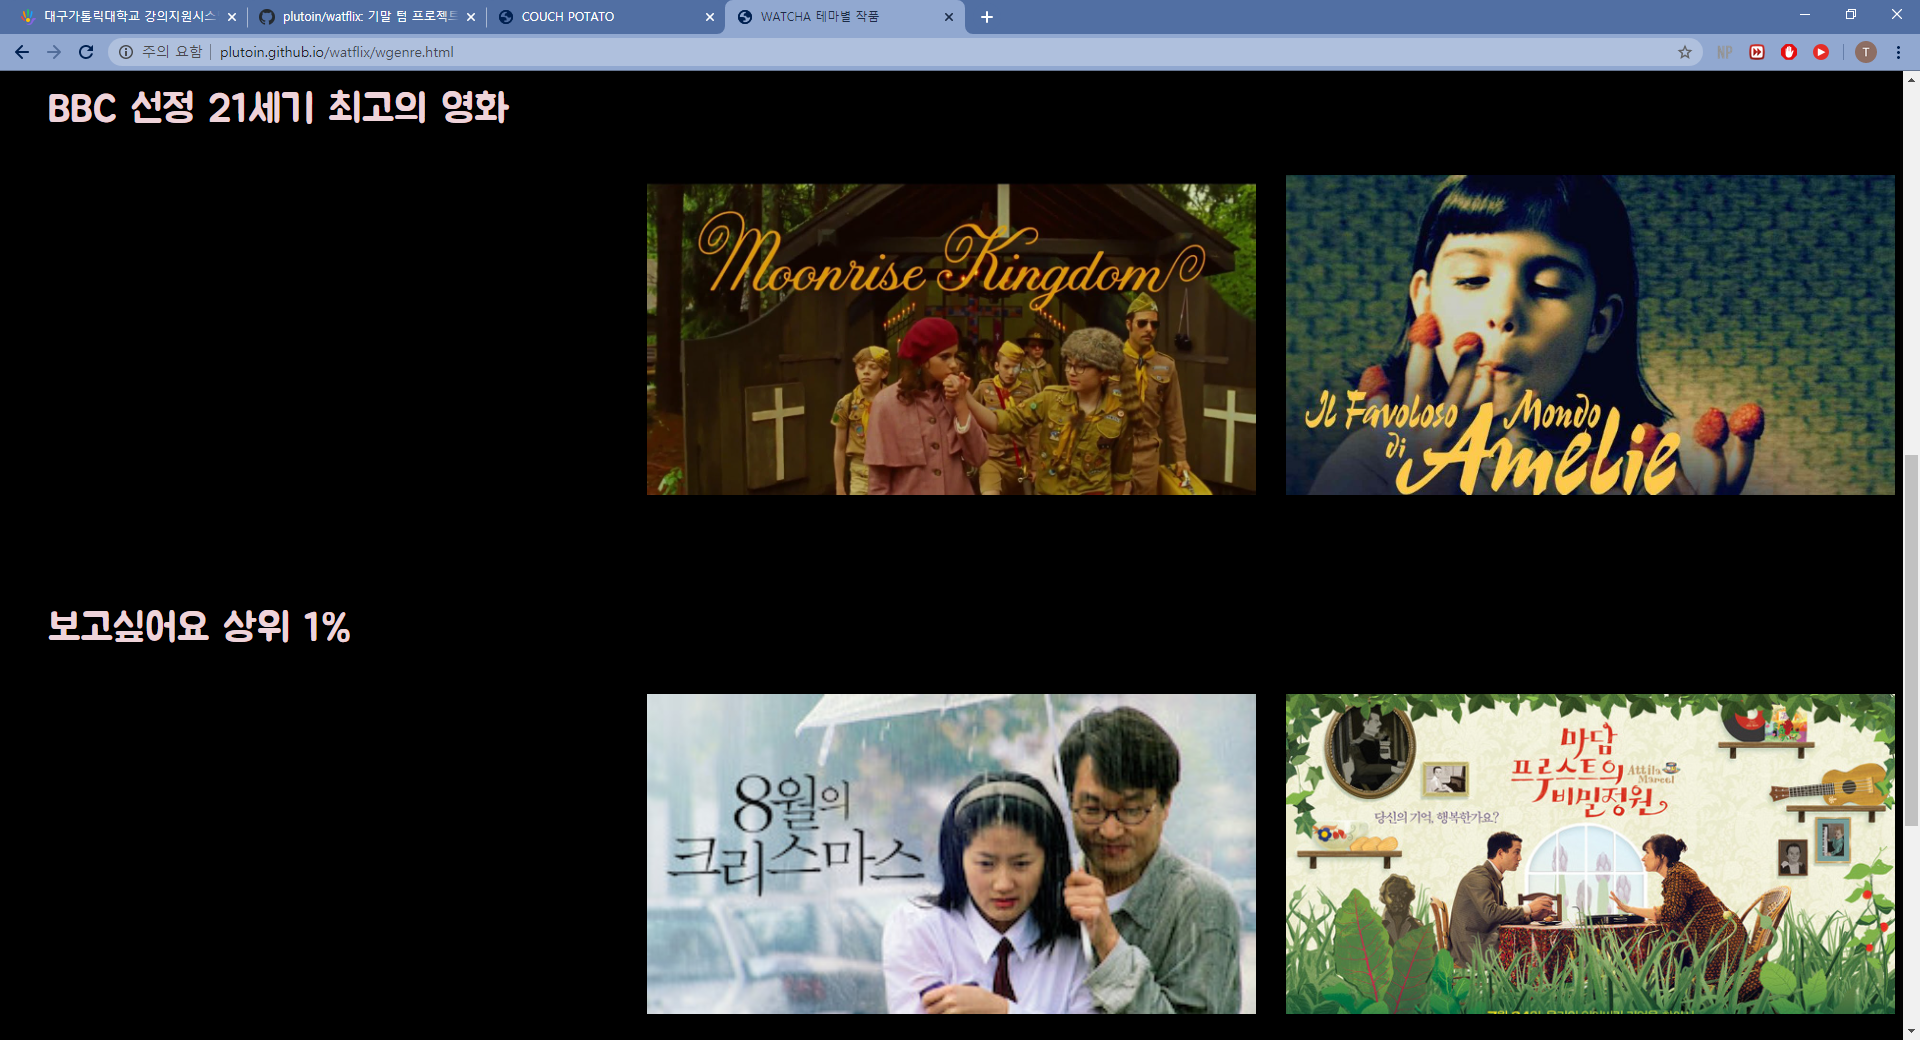 대구가톨릭대학교 강의지원시스
plutoin/watflix: 기말 텀 프로젝트
COUCH POTATO
WATCHA 테마별 작품
주의 요함
plutoin.github.io/watflix/wgenre.html
NP
T
BBC 선정 21세기 최고의 영화
Moonrise Kingdom
Il Favoloso Mondo
di Amelie
보고싶어요 상위 1%
8월의
크리스마스
마담
프루스트의
Attila
Marcel
비밀정원
당신의 기억, 행복한가요?